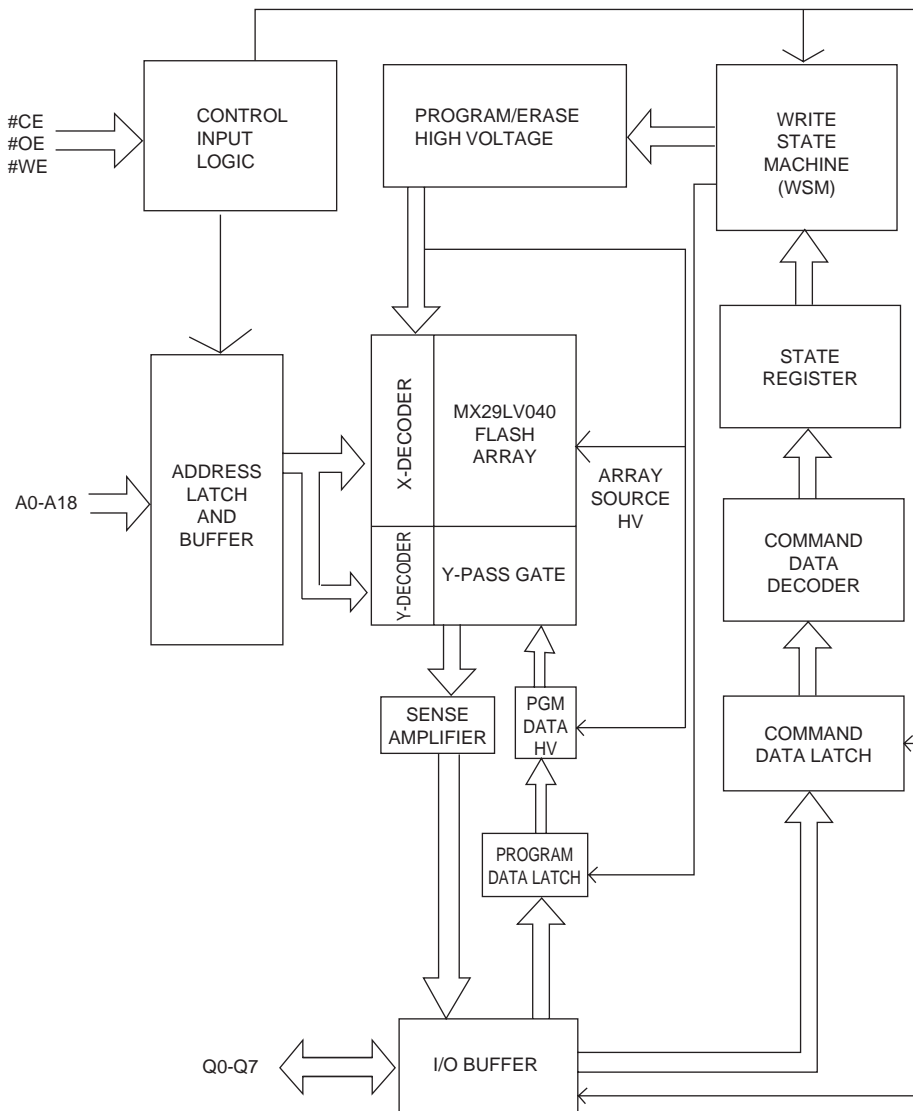 #CE
#OE
#WE
CONTROL
INPUT
LOGIC
PROGRAM/ERASE
HIGH VOLTAGE
WRITE
STATE
MACHINE
(WSM)
STATE
REGISTER
A0-A18
ADDRESS
LATCH
AND
BUFFER
X-DECODER
MX29LV040
FLASH
ARRAY
ARRAY
SOURCE
HV
Y-DECODER
Y-PASS GATE
COMMAND
DATA
DECODER
SENSE
AMPLIFIER
PGM
DATA
HV
COMMAND
DATA LATCH
PROGRAM
DATA LATCH
Q0-Q7
I/O BUFFER